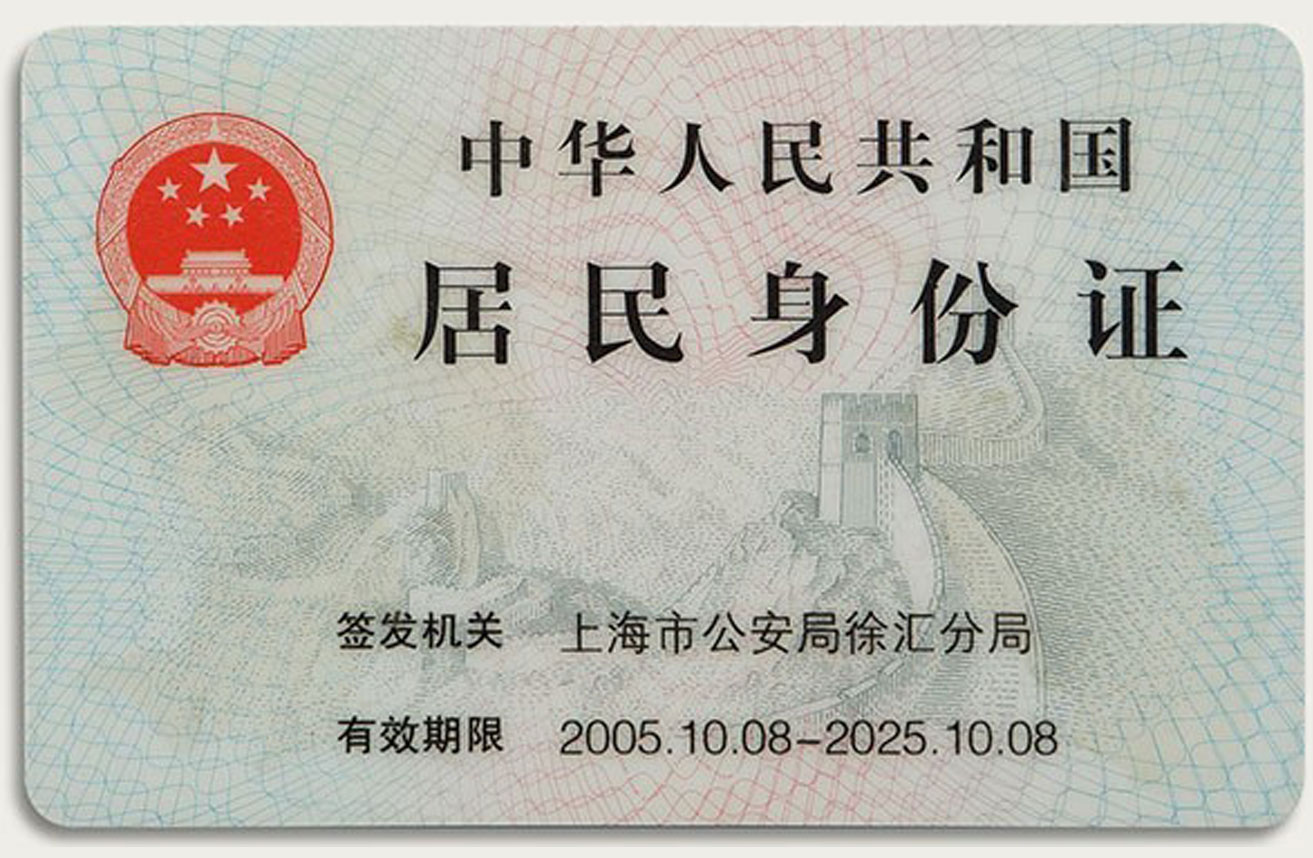 中华人民共和国
居民身份证
签发机关 上海市公安局徐汇分局
有效期限 2005.10.08-2025.10.08